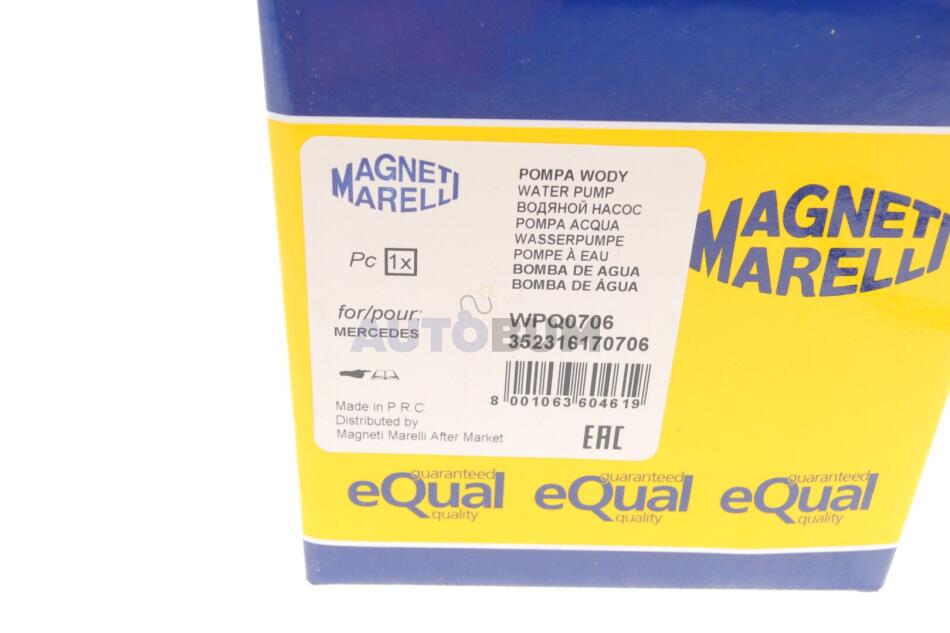 MAGNETI
MARELLI
POMPA WODY
WATER PUMP
ВОДЯНОЙ НАСОС
POMPA ACQUA
WASSERPUMPE
POMPE À EAU
BOMBA DE AGUA
BOMBA DE ÁGUA
Pc 1x
for/pour:
MERCEDES
WPQ0706
352316170706
AUTOBUM
8 001063 604619
Made in P.R.C.
Distributed by
Magneti Marelli After Market
EAC
MAGNETI
MARELLI
guaranteed
eQual
quality
guaranteed
eQual
quality
guaranteed
eQual
quality